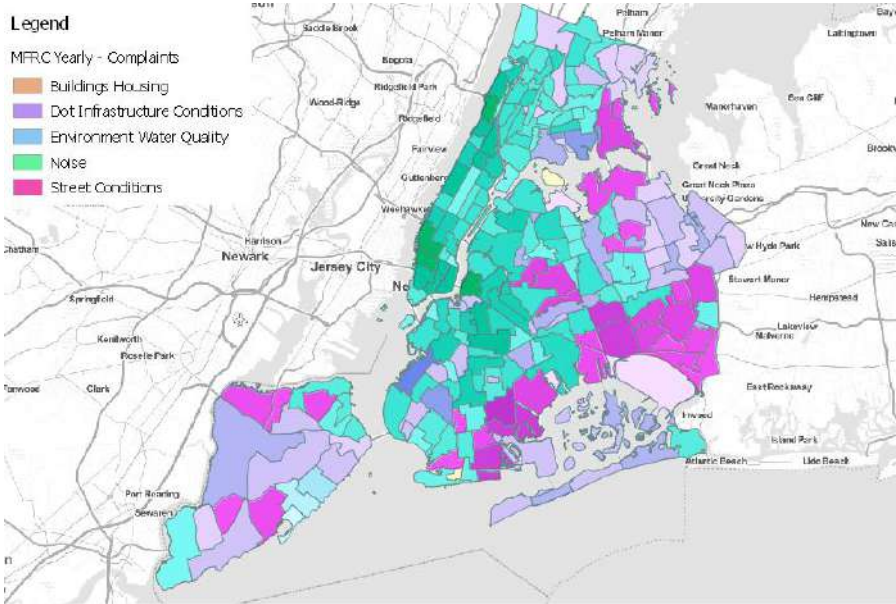 Legend
MFRC Yearly - Complaints
Buildings Housing
Dot Infrastructure Conditions
Environment Water Quality
Noise
Street Conditions
Saddle Brook
Bogota
Ridgefield Park
Wood-Ridge
Ridgefield
Fairview
Guttenberg
Weehawken
Pelham
Pelham Manor
Lattingtown
Sea Cliff
Manorhaven
Great Neck
Great Neck Plaza
University Gardens
w Hyde Park
Stewart Manor
Hempstead
Lakeview
Malverne
East Rockaway
Inwood
Island Park
Atlantic Beach
Lido Beach
Chatham
Harrison
Newark
Jersey City
Springfield
Kenilworth
Roselle Park
Clark
Port Reading
Sewaren